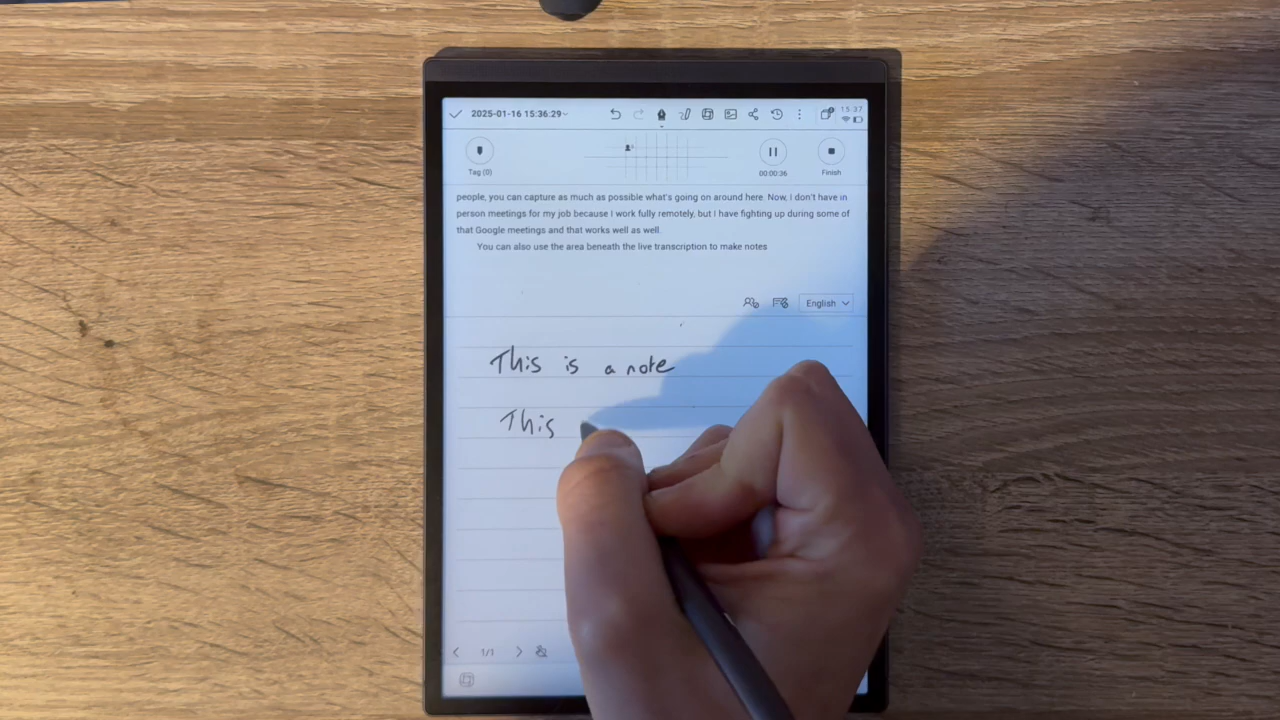 2025-01-16 15:36:29
15 37
Tag (0)
00:00:36
Finish
people, you can capture as much as possible what's going on around here. Now, I don't have in
person meetings for my job because I work fully remotely, but I have fighting up during some of
that Google meetings and that works well as well.
You can also use the area beneath the live transcription to make notes
English
This is a note
This
1/1